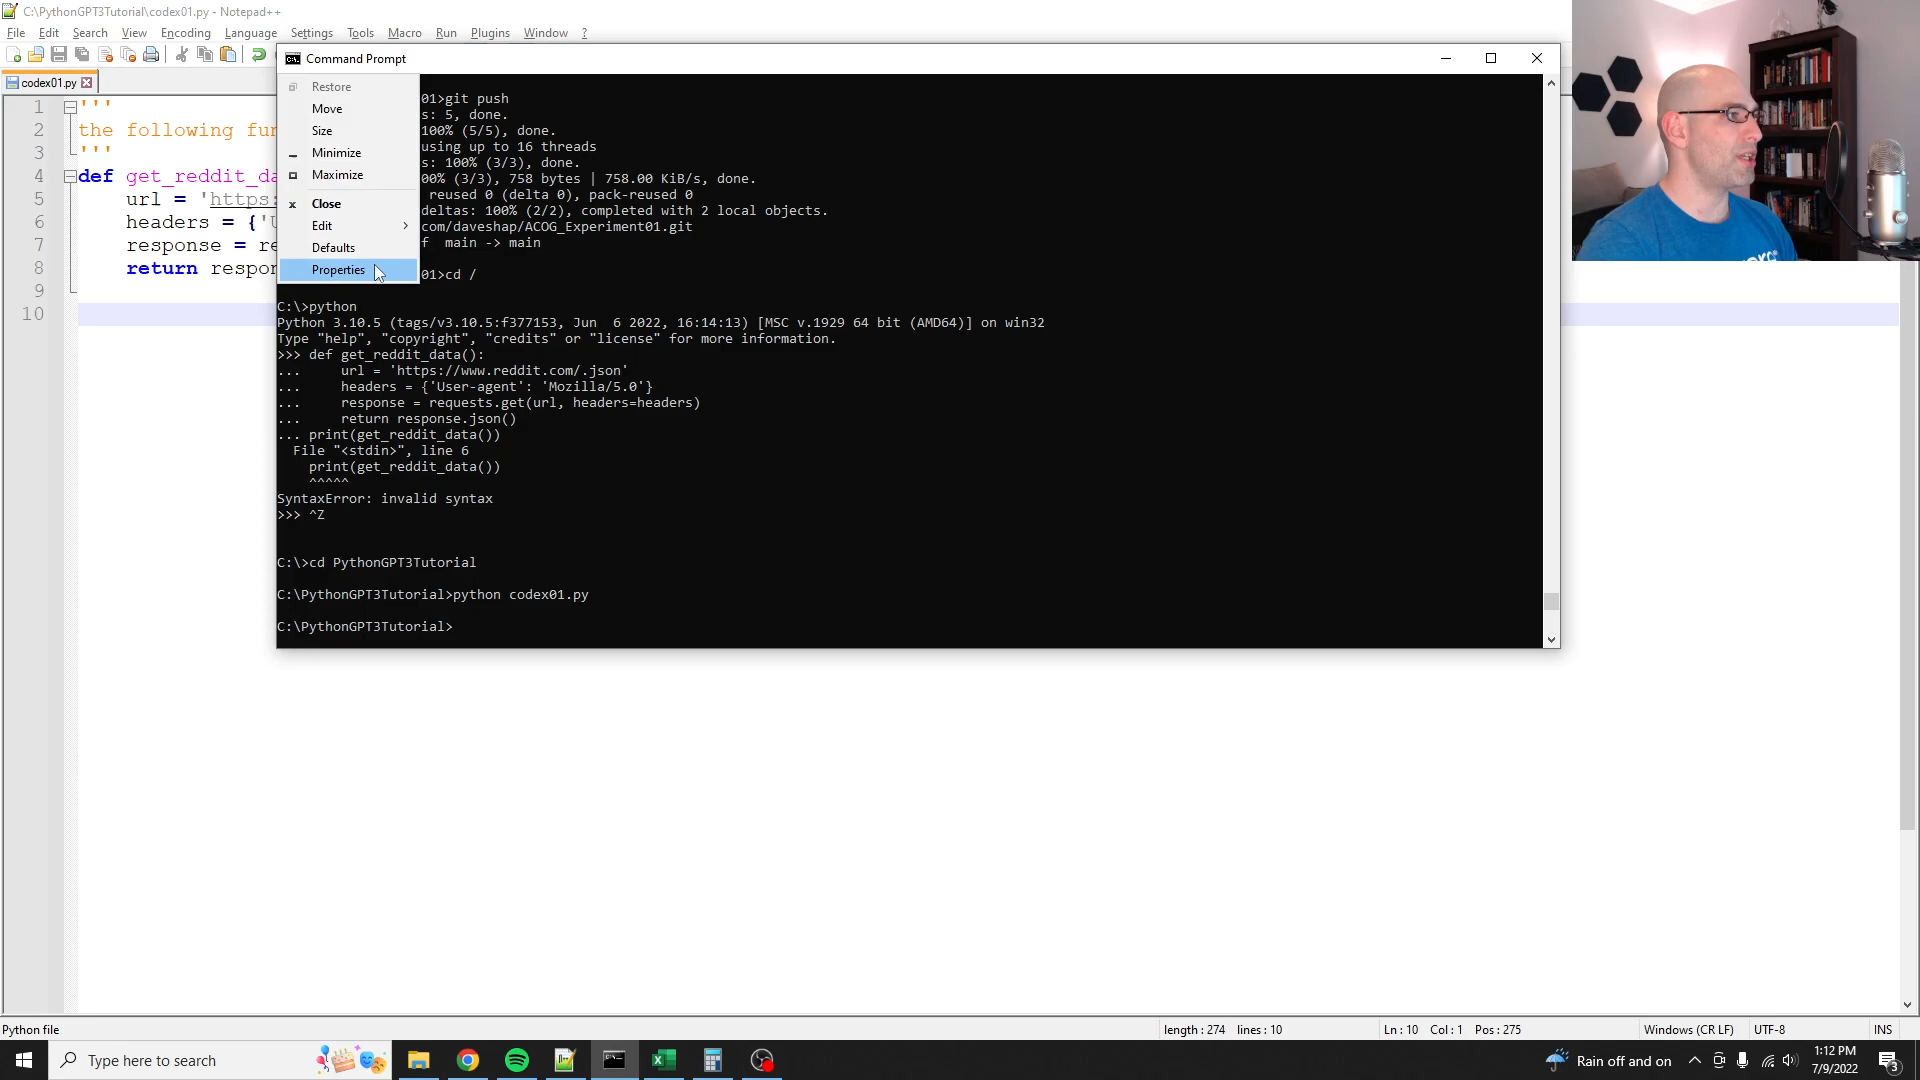 C:\PythonGPT3Tutorial\codex01.py - Notepad++
File Edit Search View Encoding Language Settings Tools Macro Run Plugins Window ?
codex01.py
1 '''
2 the following fun
3 '''
4 def get_reddit_da
5 url = 'https:
6 headers = {'U
7 response = re
8 return respon
9
10
Command Prompt
Restore
Move
Size
Minimize
Maximize
Close
Edit
Defaults
Properties
01>git push
s: 5, done.
100% (5/5), done.
using up to 16 threads
s: 100% (3/3), done.
00% (3/3), 758 bytes | 758.00 KiB/s, done.
reused 0 (delta 0), pack-reused 0
deltas: 100% (2/2), completed with 2 local objects.
com/daveshap/ACOG_Experiment01.git
f main -> main
01>cd /
C:\>python
Python 3.10.5 (tags/v3.10.5:f377153, Jun 6 2022, 16:14:13) [MSC v.1929 64 bit (AMD64)] on win32
Type "help", "copyright", "credits" or "license" for more information.
>>> def get_reddit_data():
... url = 'https://www.reddit.com/.json'
... headers = {'User-agent': 'Mozilla/5.0'}
... response = requests.get(url, headers=headers)
... return response.json()
... print(get_reddit_data())
File "<stdin>", line 6
print(get_reddit_data())
^^^^^
SyntaxError: invalid syntax
>>> ^Z
C:\>cd PythonGPT3Tutorial
C:\PythonGPT3Tutorial>python codex01.py
C:\PythonGPT3Tutorial>
Python file
length : 274 lines : 10
Ln : 10 Col : 1 Pos : 275
Windows (CR LF)
UTF-8
INS
Type here to search
Rain off and on
1:12 PM
7/9/2022
3